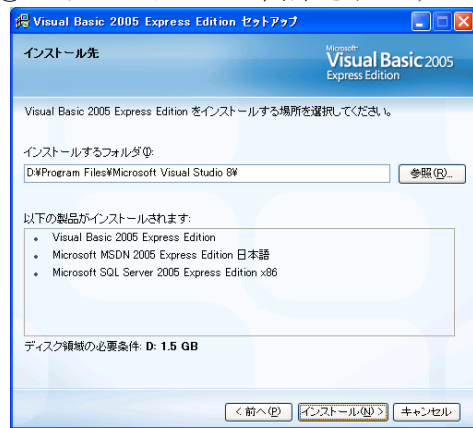 Visual Basic 2005 Express Edition セットアップ
インストール先
Microsoft
Visual Basic 2005
Express Edition
Visual Basic 2005 Express Edition をインストールする場所を選択してください。
インストールするフォルダ(I):
D:¥Program Files¥Microsoft Visual Studio 8¥
参照(R)...
以下の製品がインストールされます:
• Visual Basic 2005 Express Edition
• Microsoft MSDN 2005 Express Edition 日本語
• Microsoft SQL Server 2005 Express Edition x86
ディスク領域の必要条件: D: 1.5 GB
< 前へ(P)
インストール(N) >
キャンセル